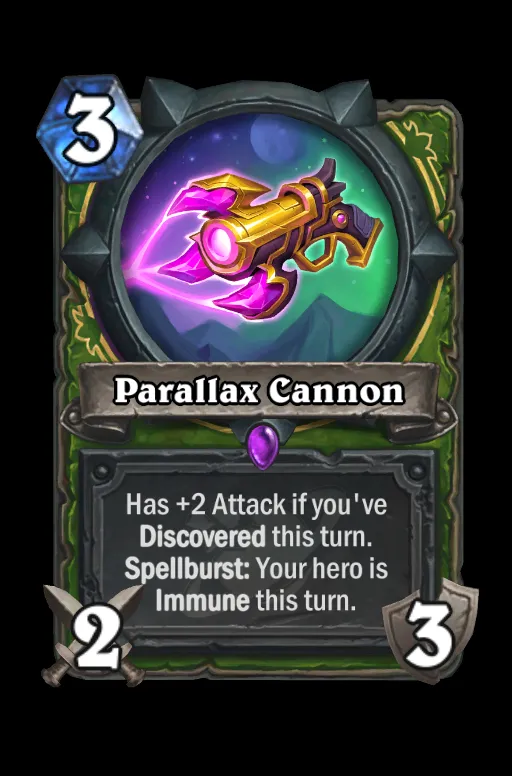 3
Parallax Cannon
Has +2 Attack if you've
Discovered this turn.
Spellburst: Your hero is
Immune this turn.
2
3